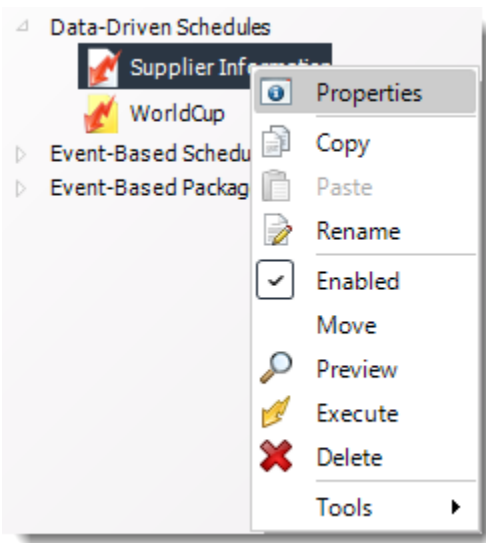 Data-Driven Schedules
Supplier Information
Properties
WorldCup
Copy
Event-Based Schedu
Paste
Event-Based Packag
Rename
Enabled
Move
Preview
Execute
Delete
Tools